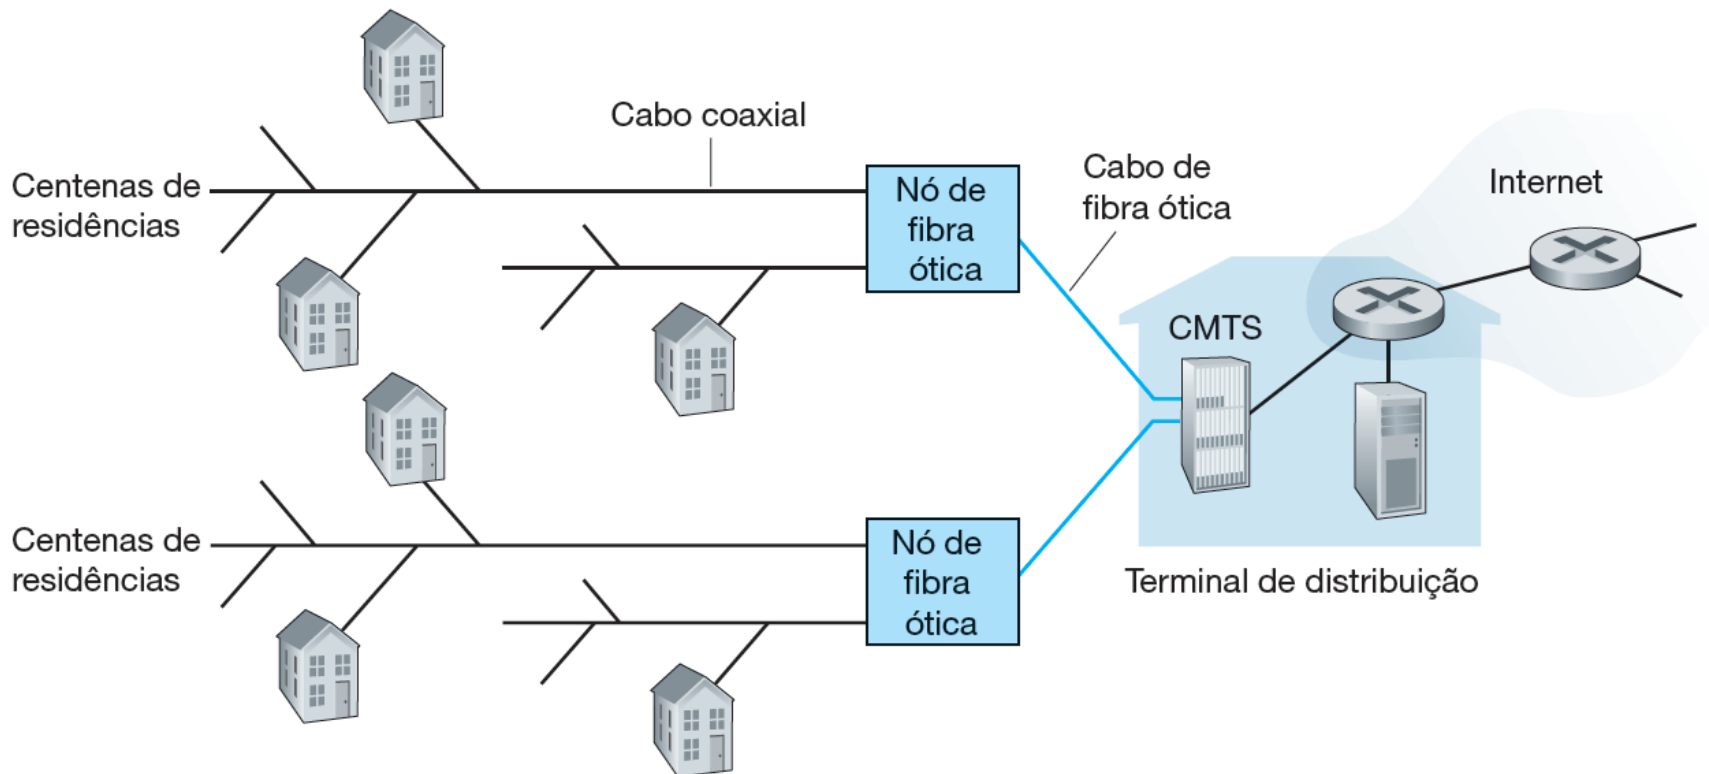 Cabo coaxial
Centenas de
residências
Nó de
fibra
ótica
Cabo de
fibra ótica
Internet
CMTS
Centenas de
residências
Nó de
fibra
ótica
Terminal de distribuição